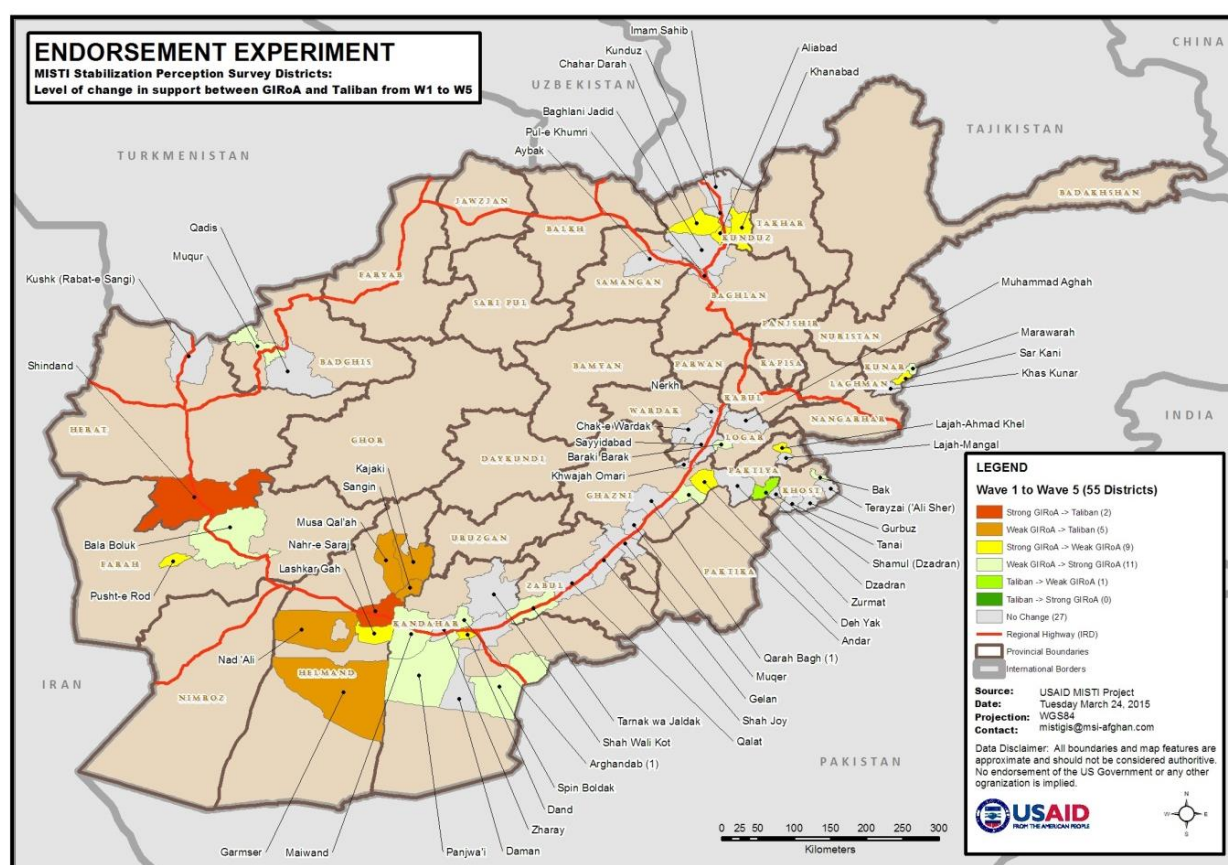 ENDORSEMENT EXPERIMENT
MISTI Stabilization Perception Survey Districts:
Level of change in support between GIRoA and Taliban from W1 to W5
Imam Sahib
Kunduz
Chahar Darah
Aliabad
Khanabad
Baghlani Jadid
Pul-e Khumri
Aybak
CHINA
UZBEKISTAN
TAJIKISTAN
TURKMENISTAN
BADAKHSHAN
JAWZJAN
BALKH
TAKHAR
KUNDUZ
Qadis
Muqur
Kushk (Rabat-e Sangi)
Shindand
FARYAB
SARI PUL
SAMANGAN
BAGHLAN
Muhammad Aghah
PANJSHIR
NURISTAN
Marawarah
Sar Kani
Khas Kunar
BADGHIS
BAMYAN
PARWAN
KAPISA
KUNAR
LAGHMAN
Nerkh
KABUL
NANGARHAR
INDIA
HERAT
GHOR
WARDAK
Chak-e Wardak
Sayyidabad
LOGAR
Baraki Barak
Khwajah Omari
Lajah-Ahmad Khel
Lajah-Mangal
DAYKUNDI
Kajaki
Sangin
Musa Qal'ah
Nahr-e Saraj
Lashkar Gah
GHAZNI
PAKTIYA
KHOST
Bak
Terayzai ('Ali Sher)
Gurbuz
Tanai
Shamul (Dzadran)
Dzadran
Zurmat
Deh Yak
Andar
Qarah Bagh (1)
Muqer
Gelan
Shah Joy
Qalat
Bala Boluk
FARAH
Pusht-e Rod
URUZGAN
PAKTIKA
ZABUL
KANDAHAR
Nad 'Ali
HELMAND
NIMROZ
IRAN
Tarnak wa Jaldak
Shah Wali Kot
Arghandab (1)
Spin Boldak
Dand
Zharay
Daman
Panjwa'i
Maiwand
Garmser
PAKISTAN
0 25 50 100 150 200 250 300
Kilometers
LEGEND
Wave 1 to Wave 5 (55 Districts)
Strong GIRoA -> Taliban (2)
Weak GIRoA -> Taliban (5)
Strong GIRoA -> Weak GIRoA (9)
Weak GIRoA -> Strong GIRoA (11)
Taliban -> Weak GIRoA (1)
Taliban -> Strong GIRoA (0)
No Change (27)
Regional Highway (IRD)
Provincial Boundaries
International Borders
Source: USAID MISTI Project
Date: Tuesday March 24, 2015
Projection: WGS84
Contact: mistigis@msi-afghan.com
Data Disclaimer: All boundaries and map features are
approximate and should not be considered authoritive.
No endorsement of the US Government or any other
ogranization is implied.
USAID
FROM THE AMERICAN PEOPLE
N
W E
S